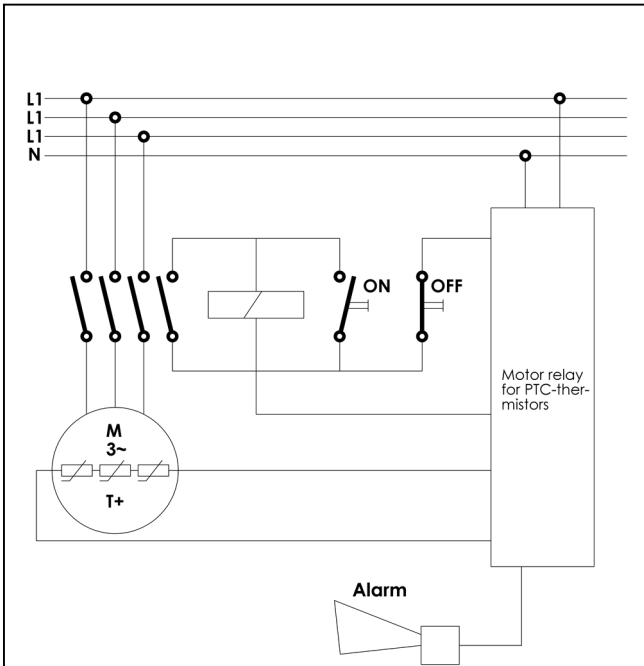 L1
L1
L1
N
ON
OFF
Motor relay
for PTC-ther-
mistors
M
3~
T+
Alarm